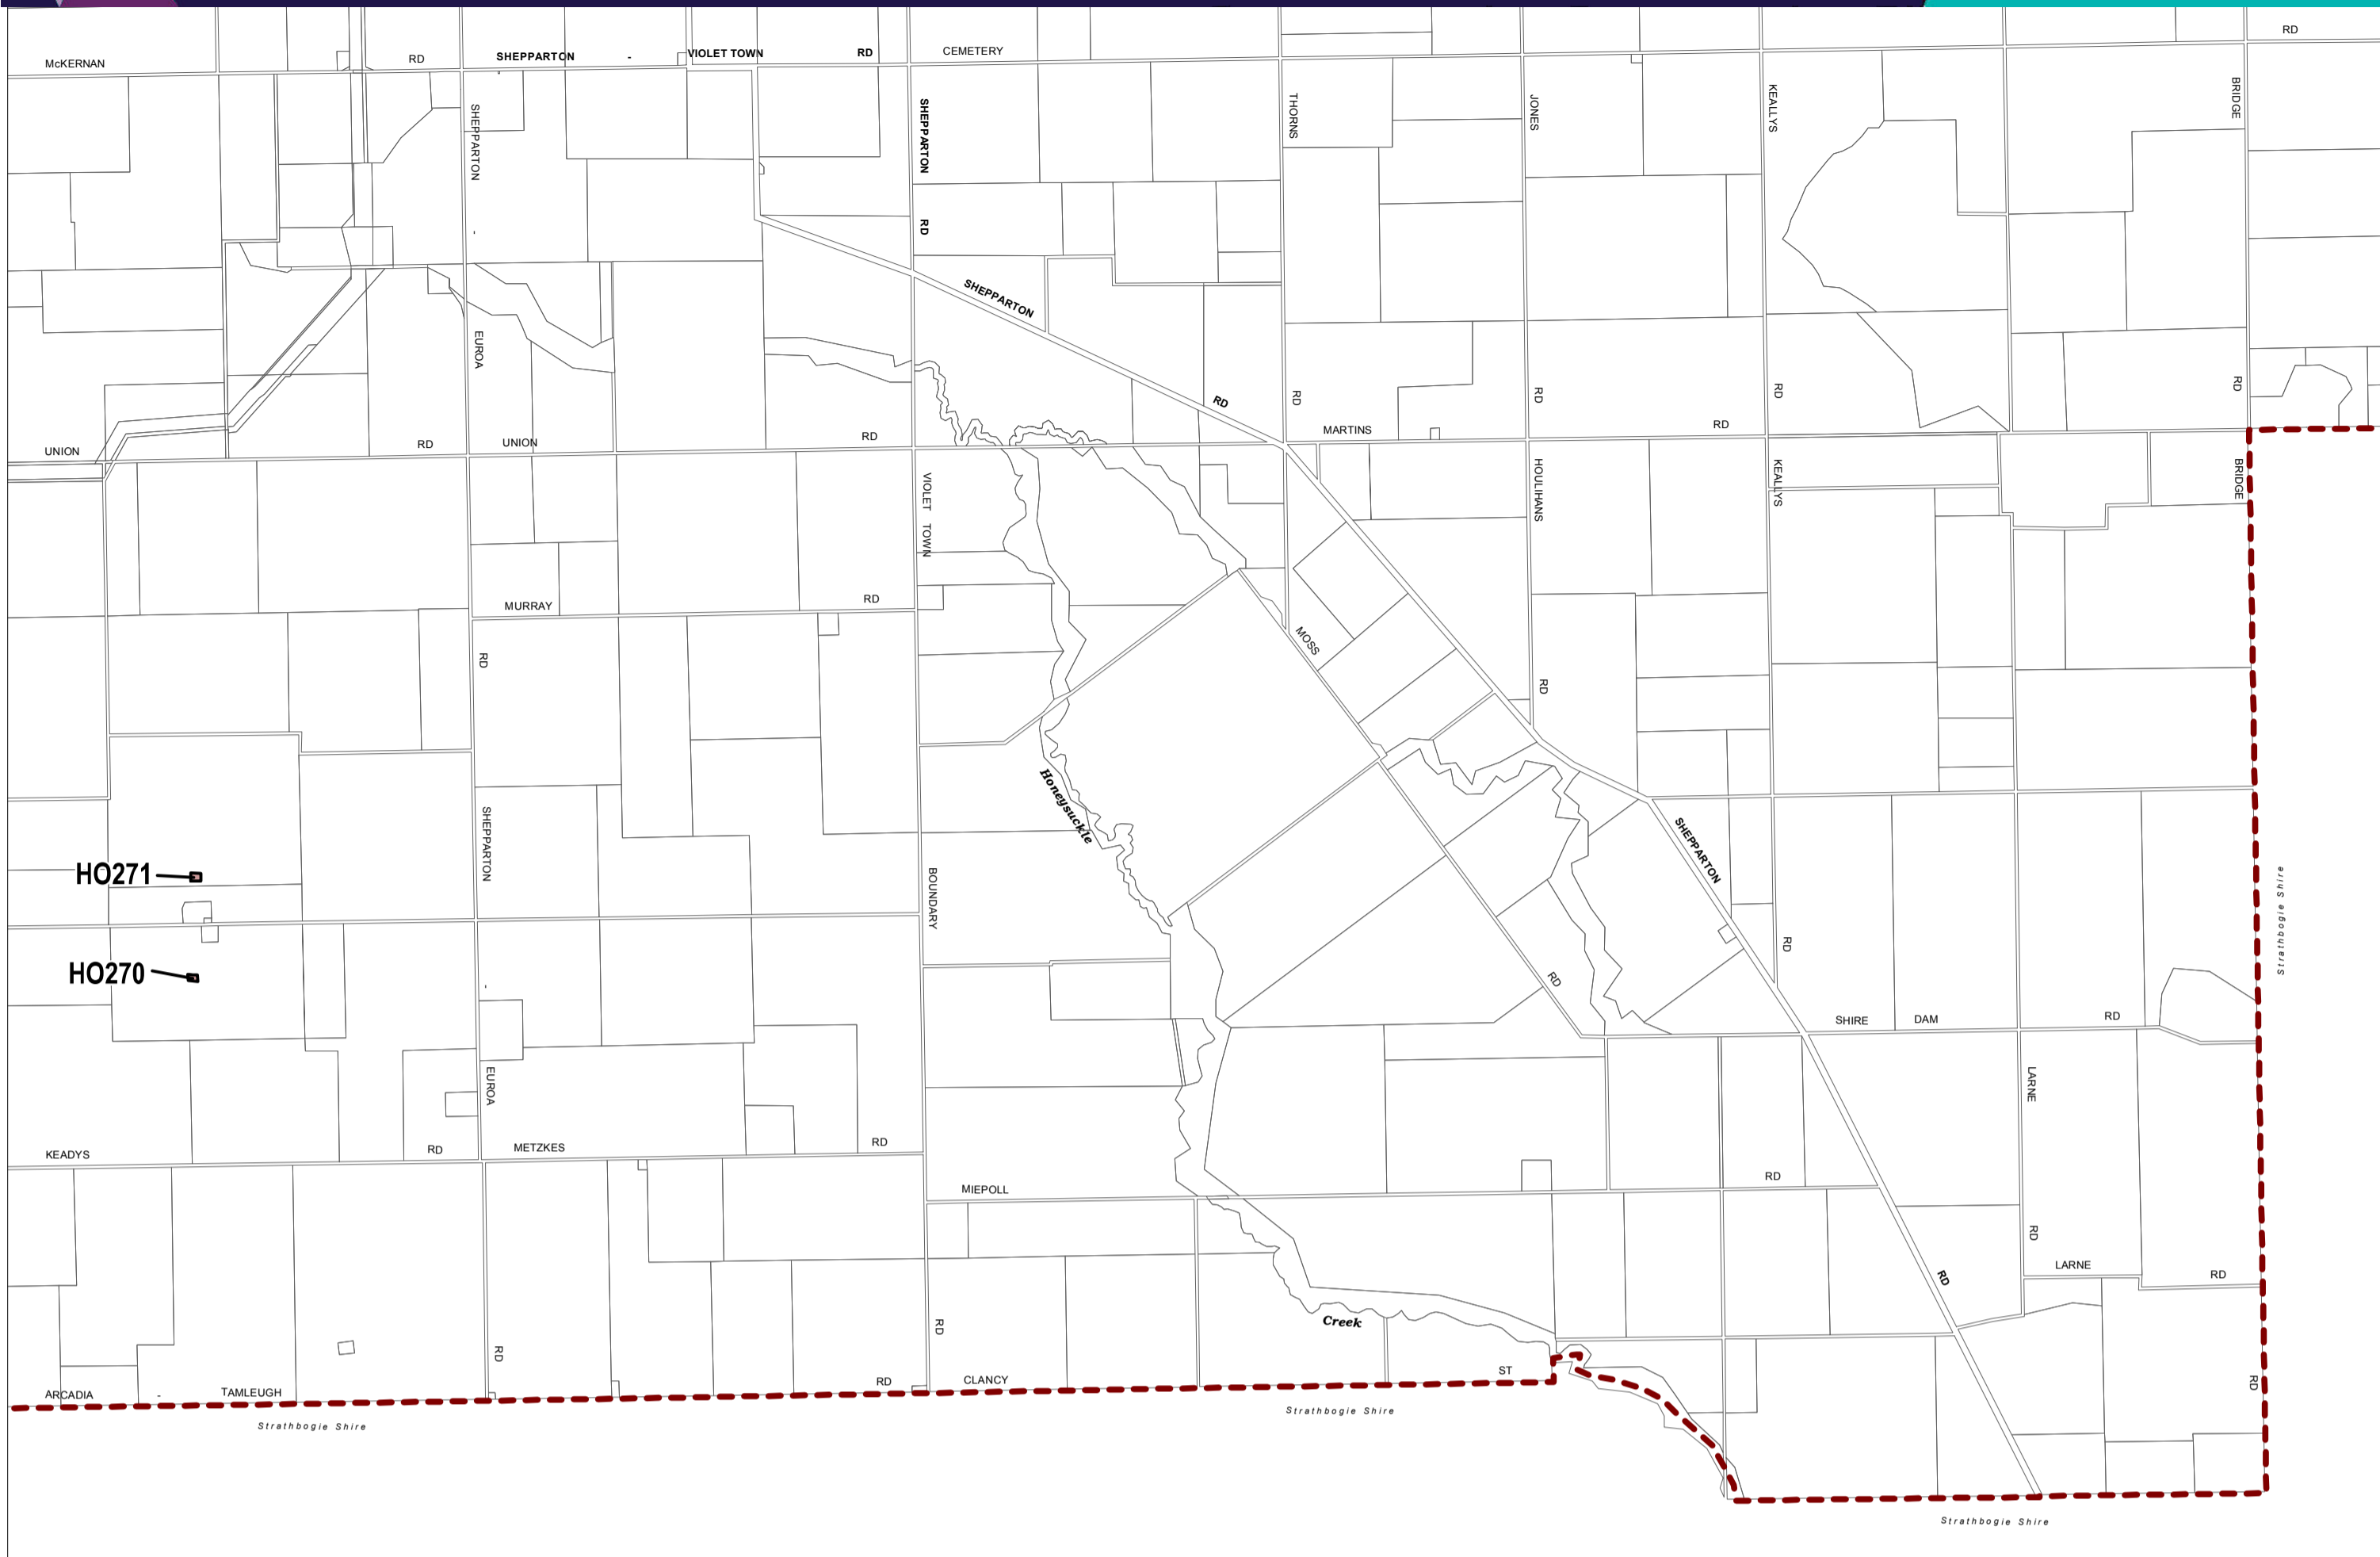 McKERNAN RD SHEPPARTON - VIOLET TOWN RD CEMETERY RD
SHEPPARTON
-
EUROA
SHEPPARTON
RD
THORNS
JONES
KEALLYS
BRIDGE
SHEPPARTON
RD
RD
RD
RD
RD
UNION RD UNION RD MARTINS RD
VIOLET TOWN
HOULIHANS
KEALLYS
BRIDGE
MURRAY RD
RD
MOSS
RD
Honeysuckle
SHEPPARTON
BOUNDARY
SHEPPARTON
Strathbogie Shire
HO271
HO270
-
RD
RD
SHIRE DAM RD
EUROA
LARNE
KEADYS RD METZKES RD
MIEPOLL RD
RD
LARNE RD
RD
Creek
RD
RD
RD
ARCADIA - TAMLEUGH RD CLANCY ST
Strathbogie Shire
Strathbogie Shire
Strathbogie Shire